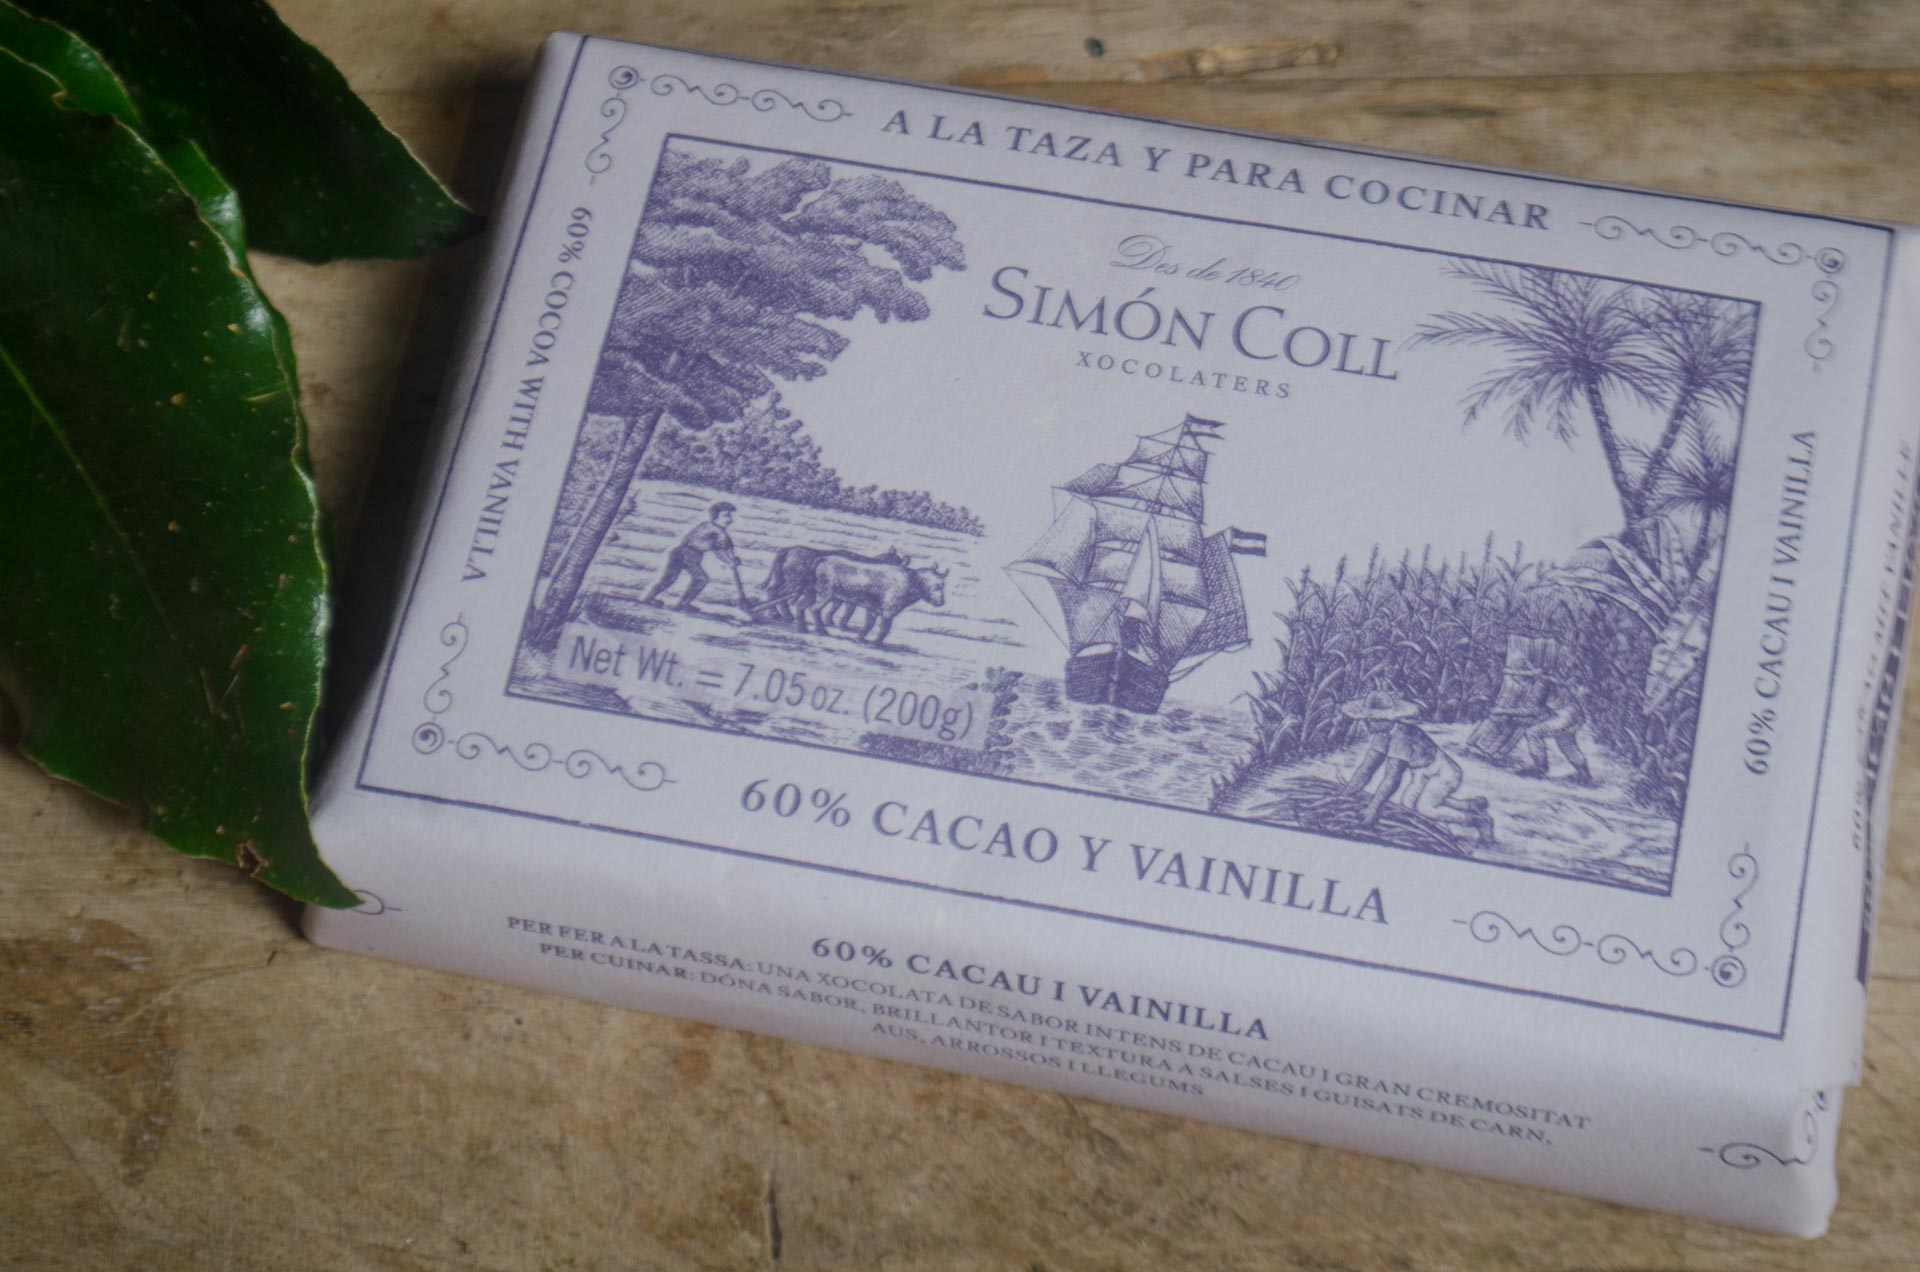 A LA TAZA Y PARA COCINAR
Des de 1840
SIMÓN COLL
XOCOLATERS
60% COCOA WITH VANILLA
60% CACAU I VAINILLA
Net Wt. = 7.05 oz. (200g)
60% CACAO Y VAINILLA
60% CACAU I VAINILLA
PER FER A LA TASSA: UNA XOCOLATA DE SABOR INTENS DE CACAU I GRAN CREMOSITAT
PER CUINAR: DÓNA SABOR, BRILLANTOR I TEXTURA A SALSES I GUISATS DE CARN,
AUS, ARROSSOS I LLEGUMS